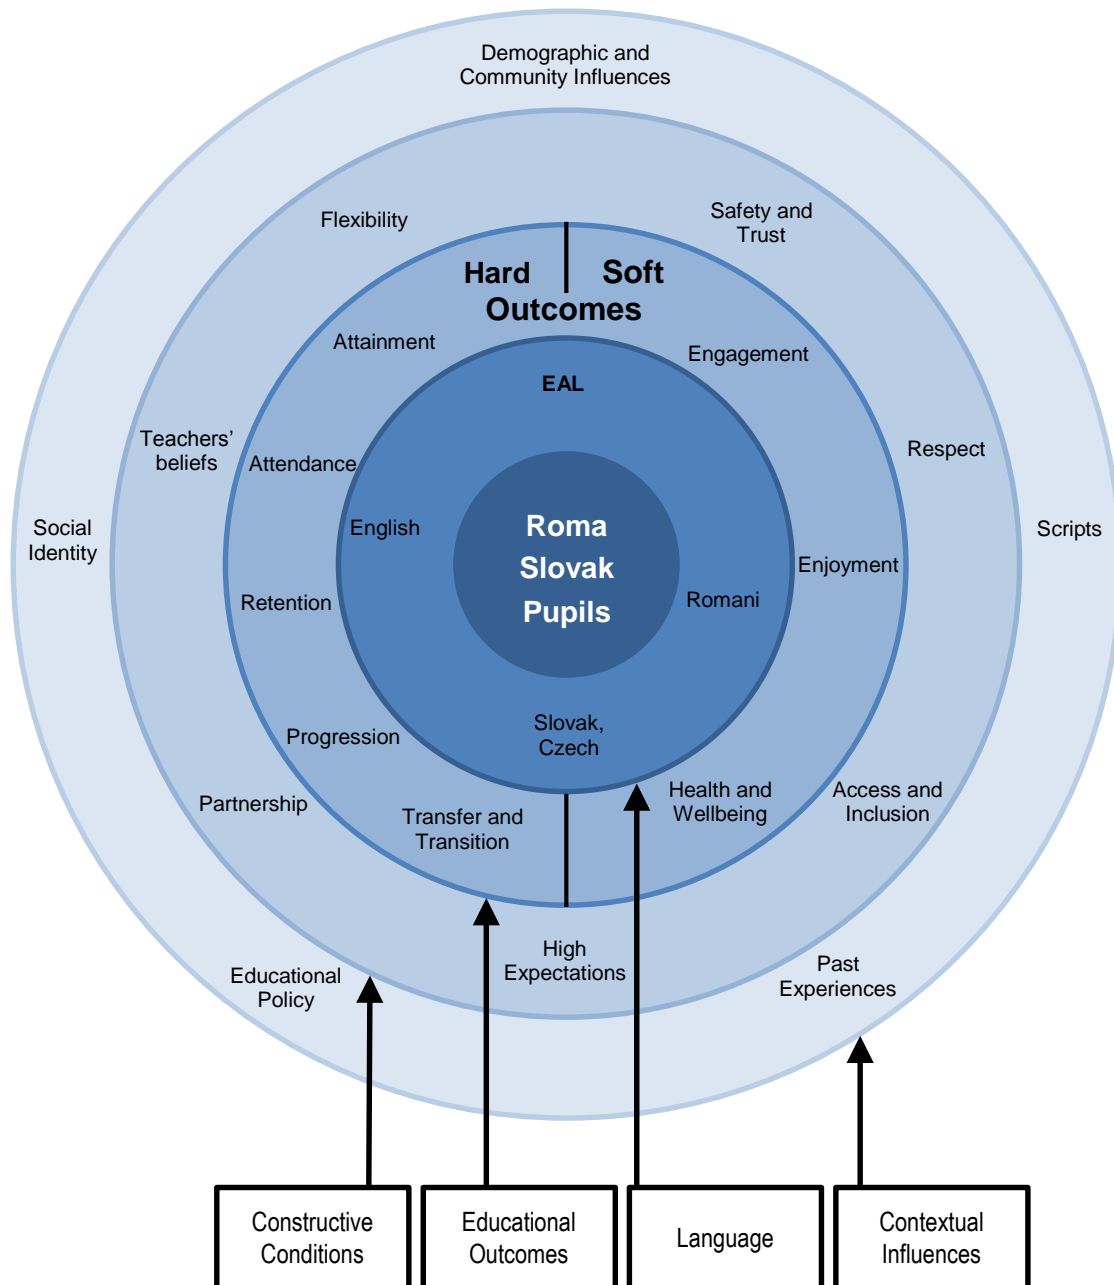 Demographic and
Community Influences
Flexibility
Safety and
Trust
Hard
Soft
Outcomes
Attainment
Engagement
EAL
Teachers’
beliefs
Attendance
Respect
Social
Identity
English
Roma
Slovak
Pupils
Scripts
Enjoyment
Retention
Romani
Progression
Slovak,
Czech
Partnership
Transfer and
Transition
Health and
Wellbeing
Access and
Inclusion
High
Expectations
Educational
Policy
Past
Experiences
Constructive
Conditions
Educational
Outcomes
Language
Contextual
Influences